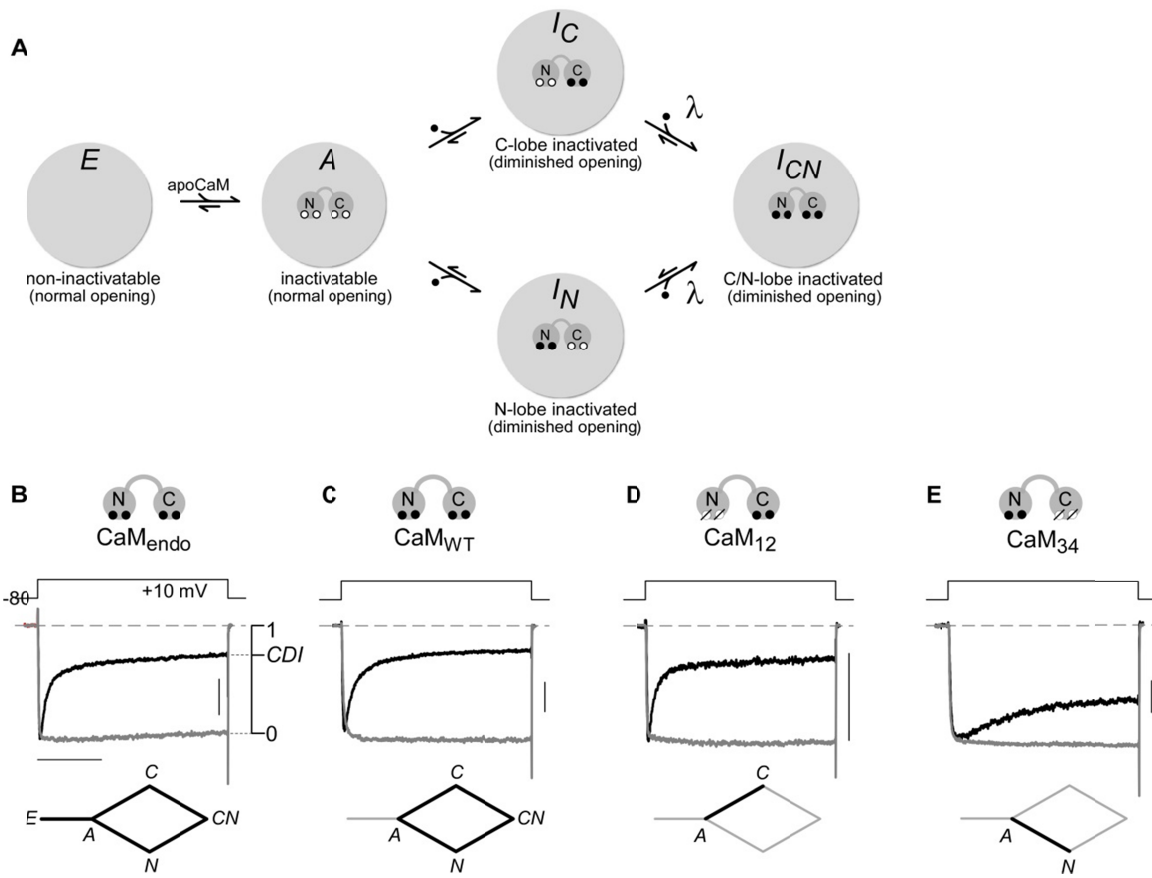 A
E
non-inactivatable
(normal opening)
apoCaM
A
N C
inactivatable
(normal opening)
I_C
N C
C-lobe inactivated
(diminished opening)
λ
I_N
N C
N-lobe inactivated
(diminished opening)
λ
I_CN
N C
C/N-lobe inactivated
(diminished opening)
B
N C
CaM_endo
-80
+10 mV
1
CDI
0
E
A
C
N
CN
C
N C
CaM_WT
A
C
N
CN
D
N C
CaM_12
A
C
E
N C
CaM_34
A
N